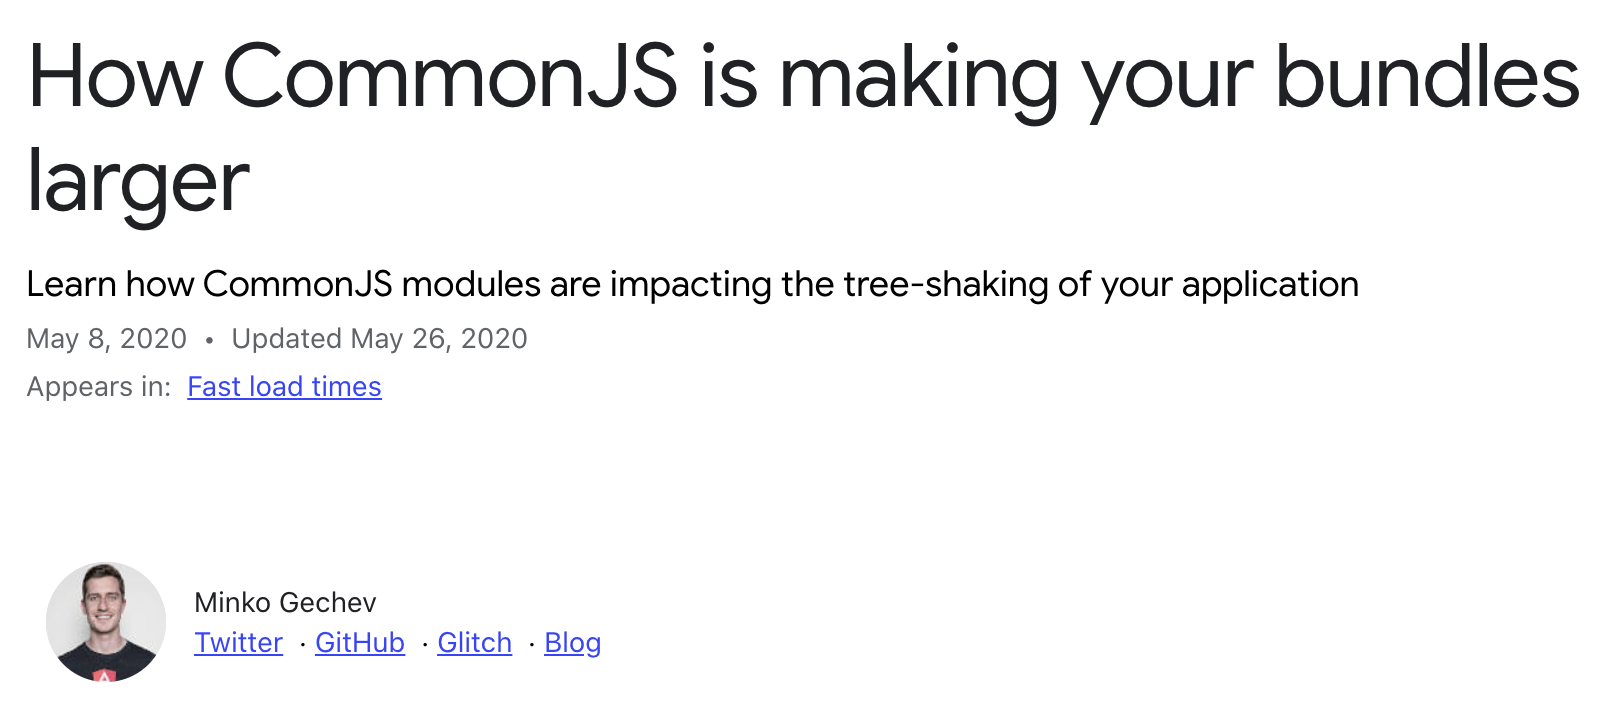 How CommonJS is making your bundles
larger
Learn how CommonJS modules are impacting the tree-shaking of your application
May 8, 2020 • Updated May 26, 2020
Appears in: Fast load times
Minko Gechev
Twitter · GitHub · Glitch · Blog